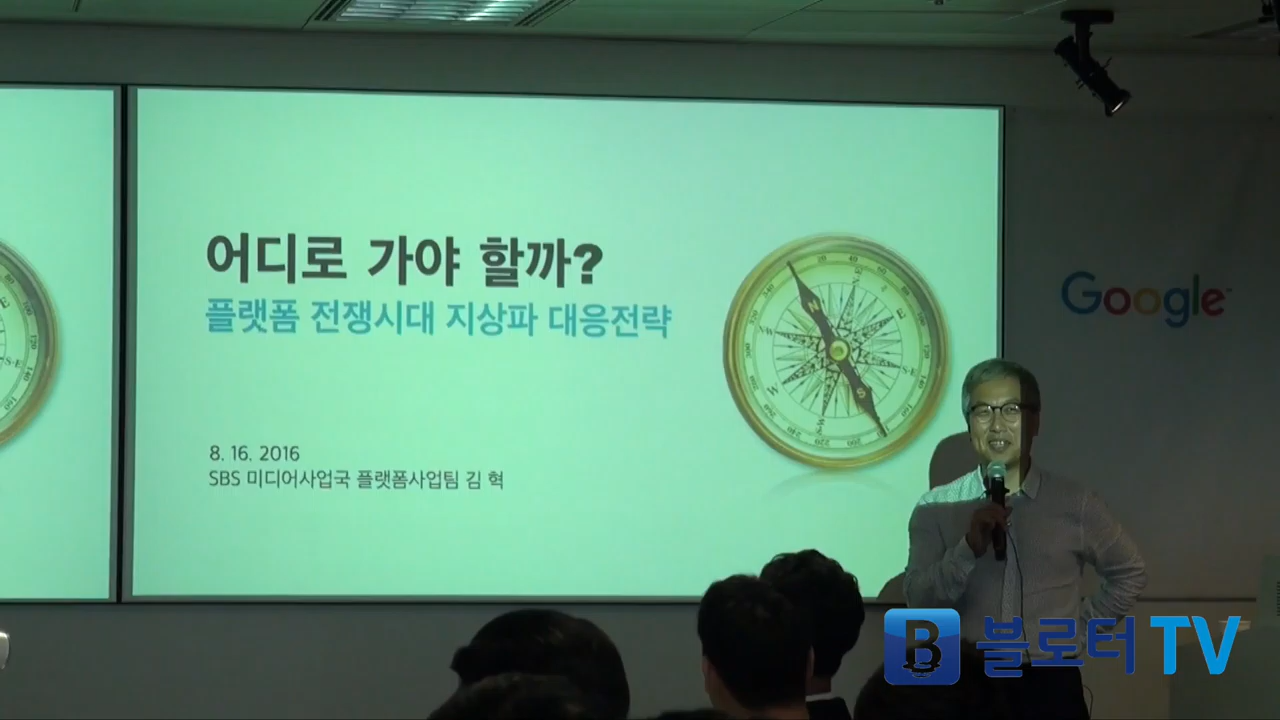 어디로 가야 할까?
플랫폼 전쟁시대 지상파 대응전략
8. 16. 2016
SBS 미디어사업국 플랫폼사업팀 김 혁
Google
B 블로터TV